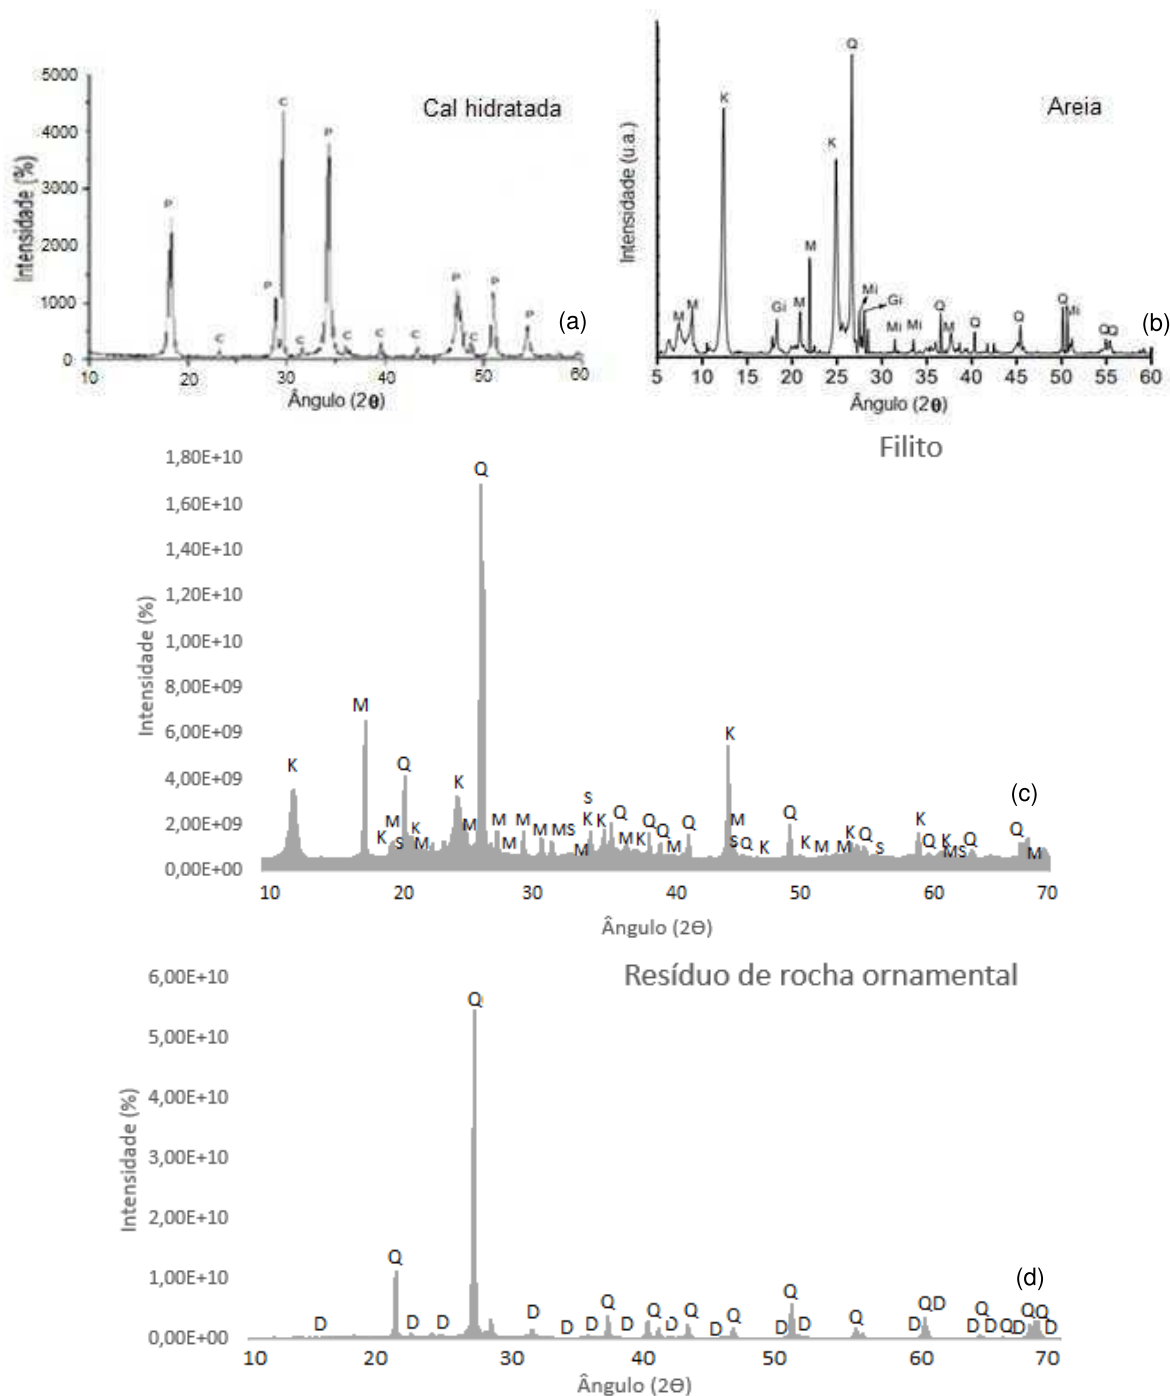 Cal hidratada
Intensidade (%)
5000
4000
3000
2000
1000
0
P
C
P
C
C
P
C
C
C
P
C
P
P
(a)
10
30
40
50
60
Ângulo (2θ)
Areia
Intensidade (u.a.)
M
M
K
Gi
M
M
K
Q
Mi
Gi
Mi
Mi
Q
M
Q
Q
Q
Mi
Q
Q
(b)
5
10
15
20
25
30
35
40
45
50
55
60
Ângulo (2θ)
Filito
Intensidade (%)
1,80E+10
1,60E+10
1,40E+10
1,20E+10
1,00E+10
8,00E+09
6,00E+09
4,00E+09
2,00E+09
0,00E+00
K
M
K
M
S
Q
K
M
K
M
Q
M
M
M
M
M
S
M
S
K
K
Q
M
K
Q
Q
M
Q
K
M
S
Q
K
Q
K
M
M
K
Q
S
K
Q
K
M
S
Q
Q
M
(c)
10
20
30
40
50
60
70
Ângulo (2Θ)
Resíduo de rocha ornamental
Intensidade (%)
6,00E+10
5,00E+10
4,00E+10
3,00E+10
2,00E+10
1,00E+10
0,00E+00
D
Q
D
D
Q
D
D
D
Q
D
Q
D
Q
D
Q
D
Q
D
Q
D
Q
D
D
Q
D
Q
D
Q
Q
D
(d)
10
20
30
40
50
60
70
Ângulo (2Θ)